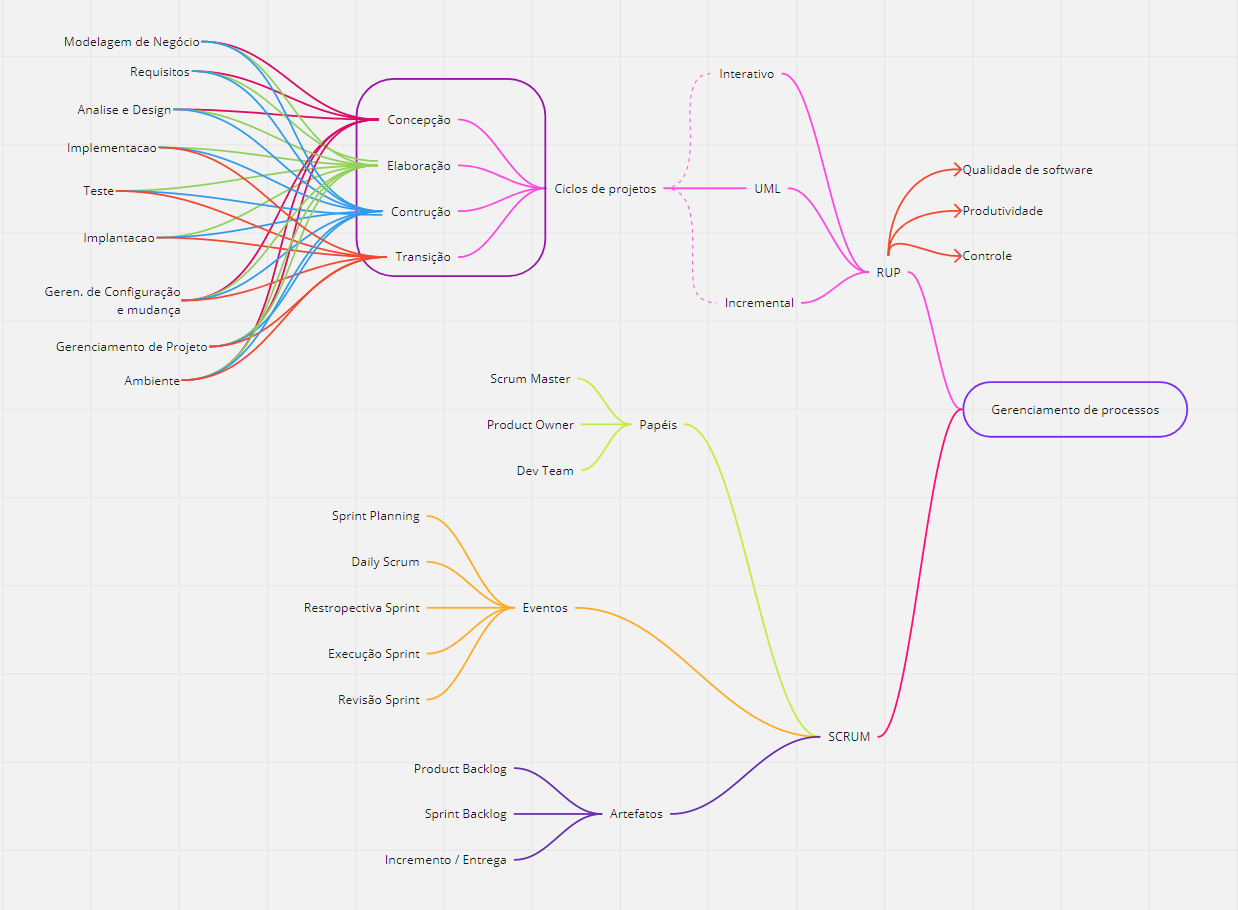 Modelagem de Negócio
Requisitos
Analise e Design
Implementacao
Teste
Implantacao
Geren. de Configuração
e mudança
Gerenciamento de Projeto
Ambiente
Concepção
Elaboração
Contrução
Transição
Ciclos de projetos
Interativo
UML
Incremental
RUP
Qualidade de software
Produtividade
Controle
Gerenciamento de processos
Scrum Master
Product Owner
Dev Team
Papéis
Sprint Planning
Daily Scrum
Restropectiva Sprint
Execução Sprint
Revisão Sprint
Eventos
SCRUM
Product Backlog
Sprint Backlog
Incremento / Entrega
Artefatos